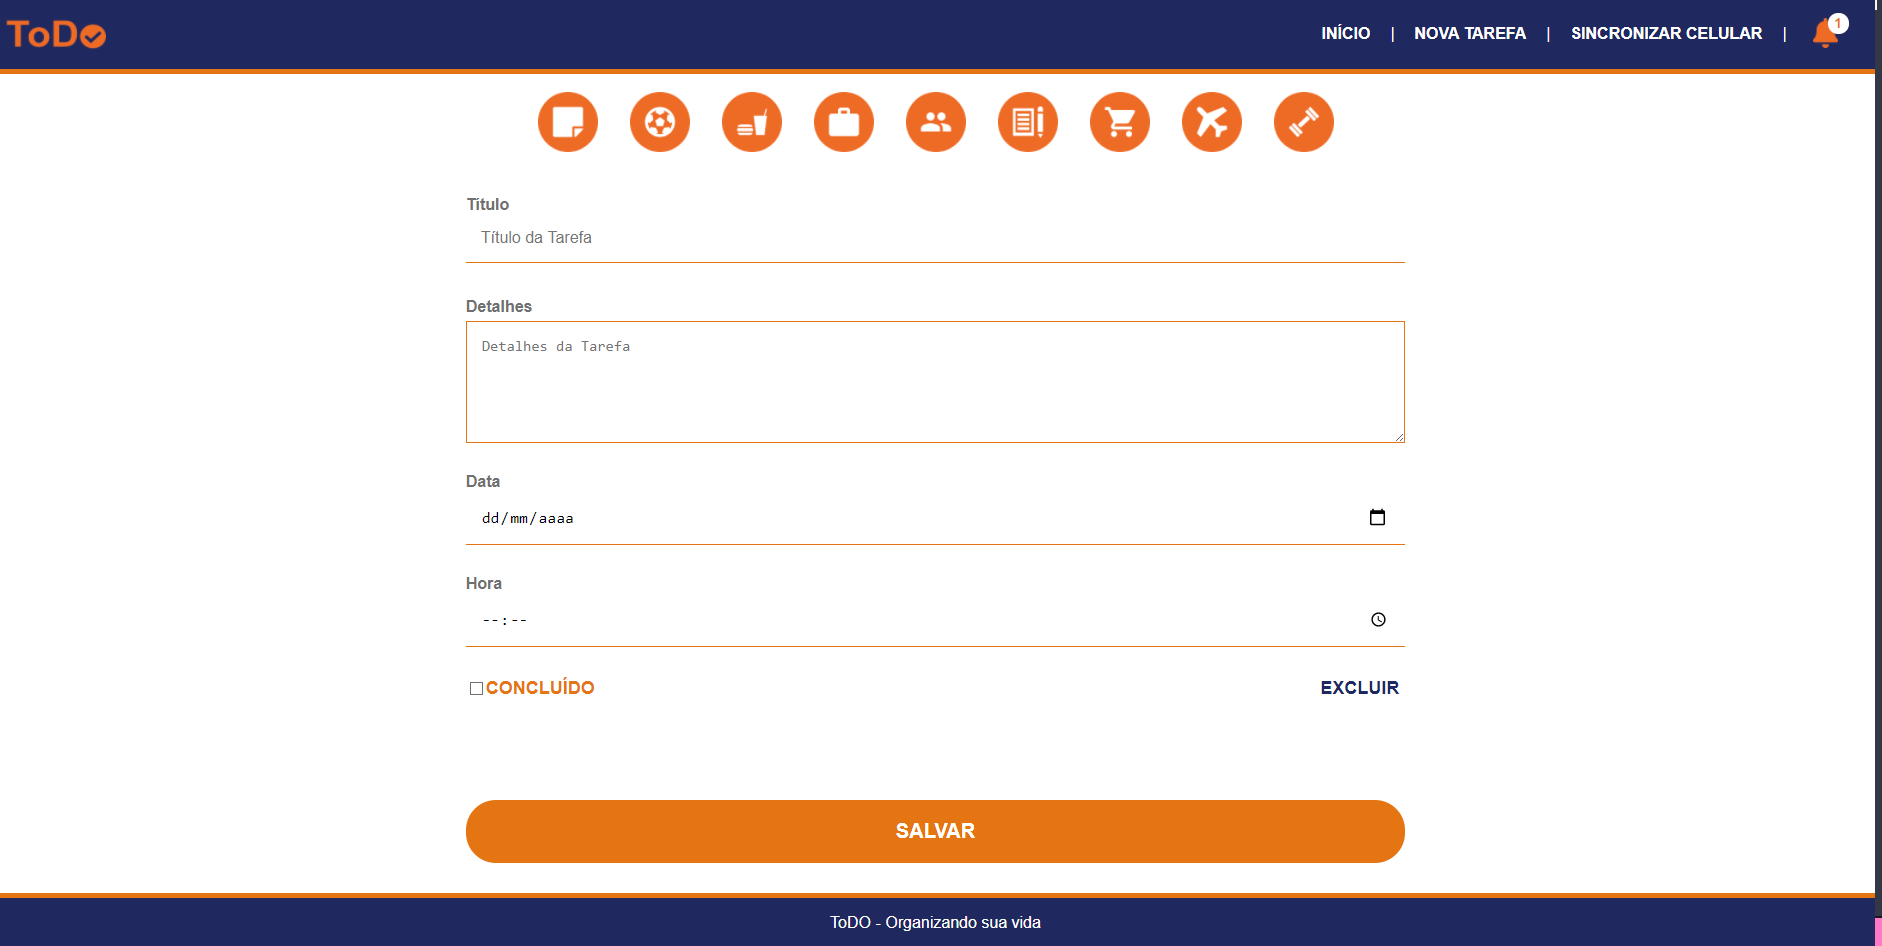 ToDo
INÍCIO | NOVA TAREFA | SINCRONIZAR CELULAR | 1
Título
Título da Tarefa
Detalhes
Detalhes da Tarefa
Data
dd/mm/aaaa
Hora
--:--
CONCLUÍDO EXCLUIR
SALVAR
ToDO - Organizando sua vida